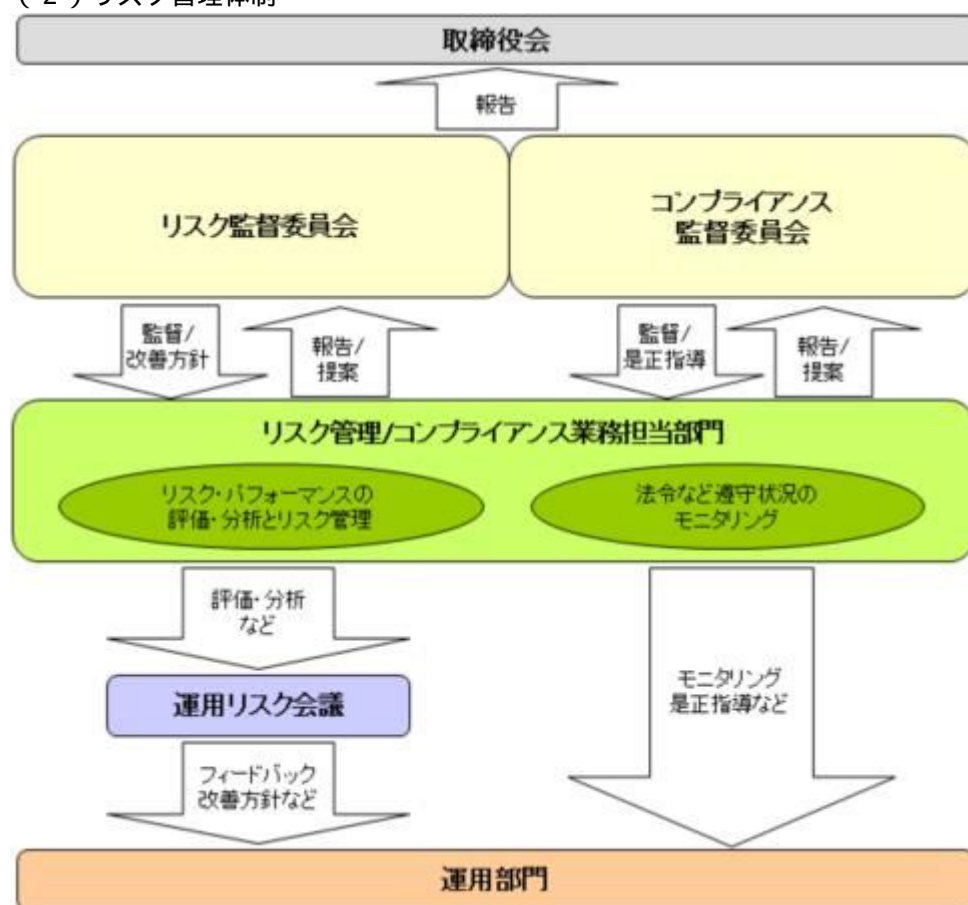 (2)リスク管理体制
取締役会
報告
リスク監督委員会
コンプライアンス
監督委員会
監督/
改善方針
報告/
提案
監督/
是正指導
報告/
提案
リスク管理/コンプライアンス業務担当部門
リスク・パフォーマンスの
評価・分析とリスク管理
法令など遵守状況の
モニタリング
評価・分析
など
運用リスク会議
モニタリング
是正指導など
フィードバック
改善方針など
運用部門